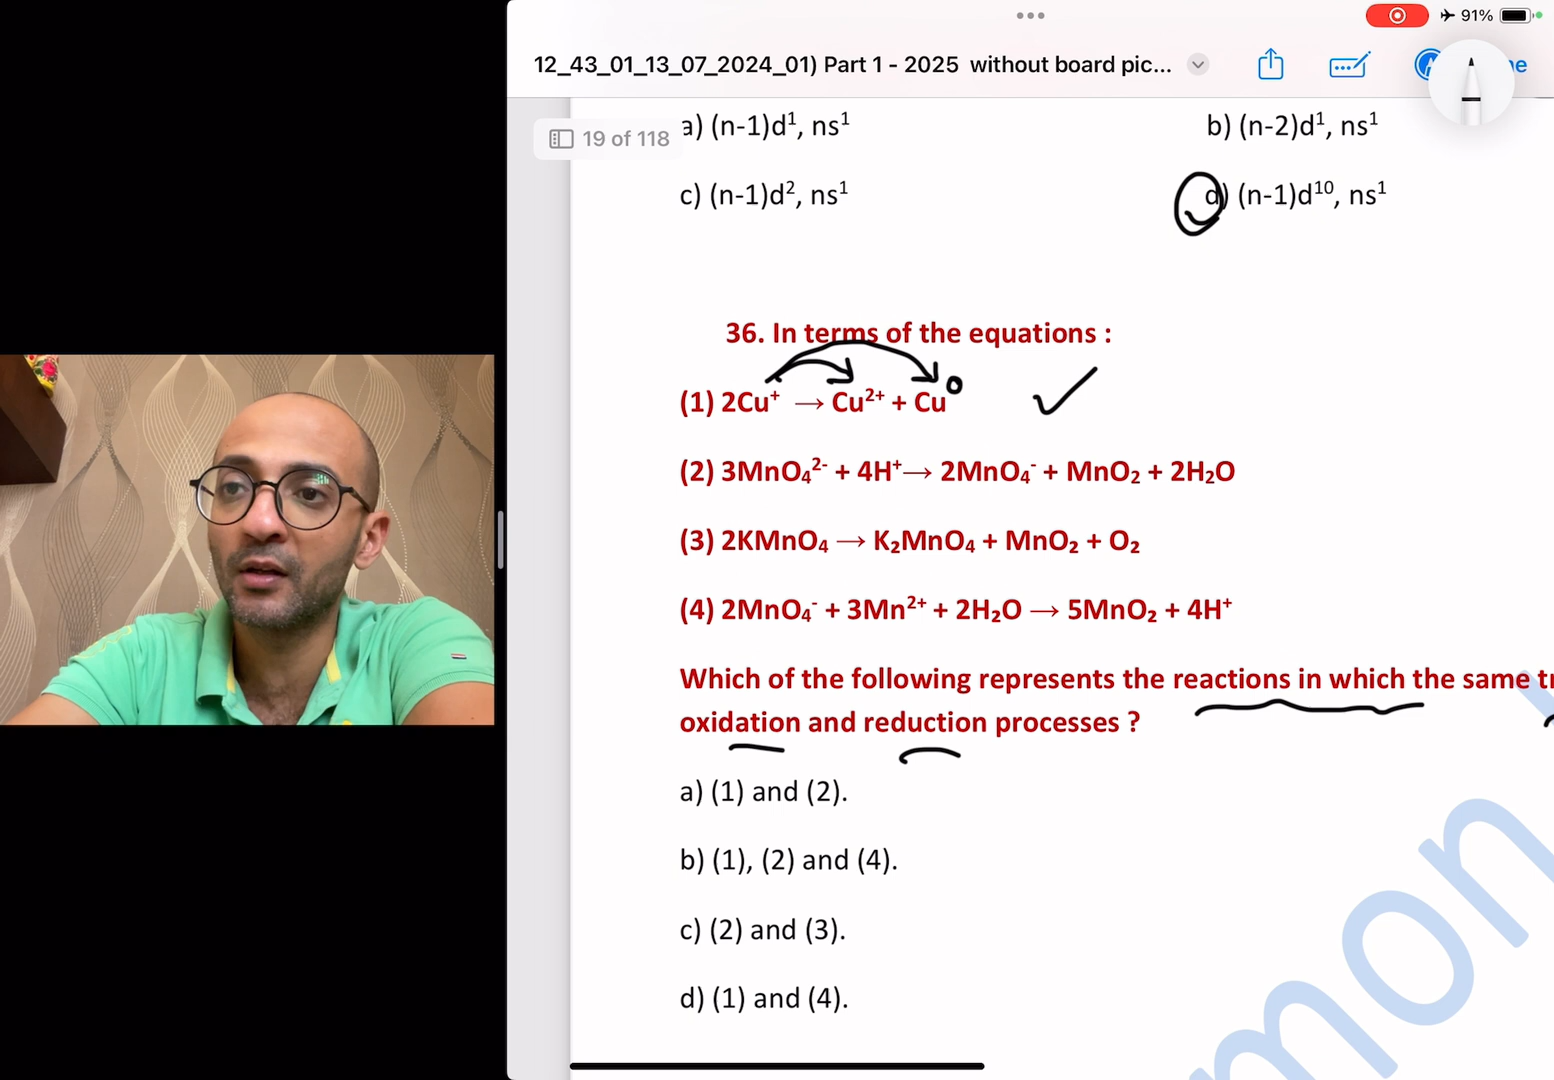 91%
12_43_01_13_07_2024_01) Part 1 - 2025 without board pic...
19 of 118
a) (n-1)d¹, ns¹
b) (n-2)d¹, ns¹
c) (n-1)d², ns¹
d) (n-1)d¹⁰, ns¹
36. In terms of the equations :
(1) 2Cu⁺ → Cu²⁺ + Cu⁰
(2) 3MnO₄²⁻ + 4H⁺→ 2MnO₄⁻ + MnO₂ + 2H₂O
(3) 2KMnO₄ → K₂MnO₄ + MnO₂ + O₂
(4) 2MnO₄⁻ + 3Mn²⁺ + 2H₂O → 5MnO₂ + 4H⁺
Which of the following represents the reactions in which the same
oxidation and reduction processes ?
a) (1) and (2).
b) (1), (2) and (4).
c) (2) and (3).
d) (1) and (4).